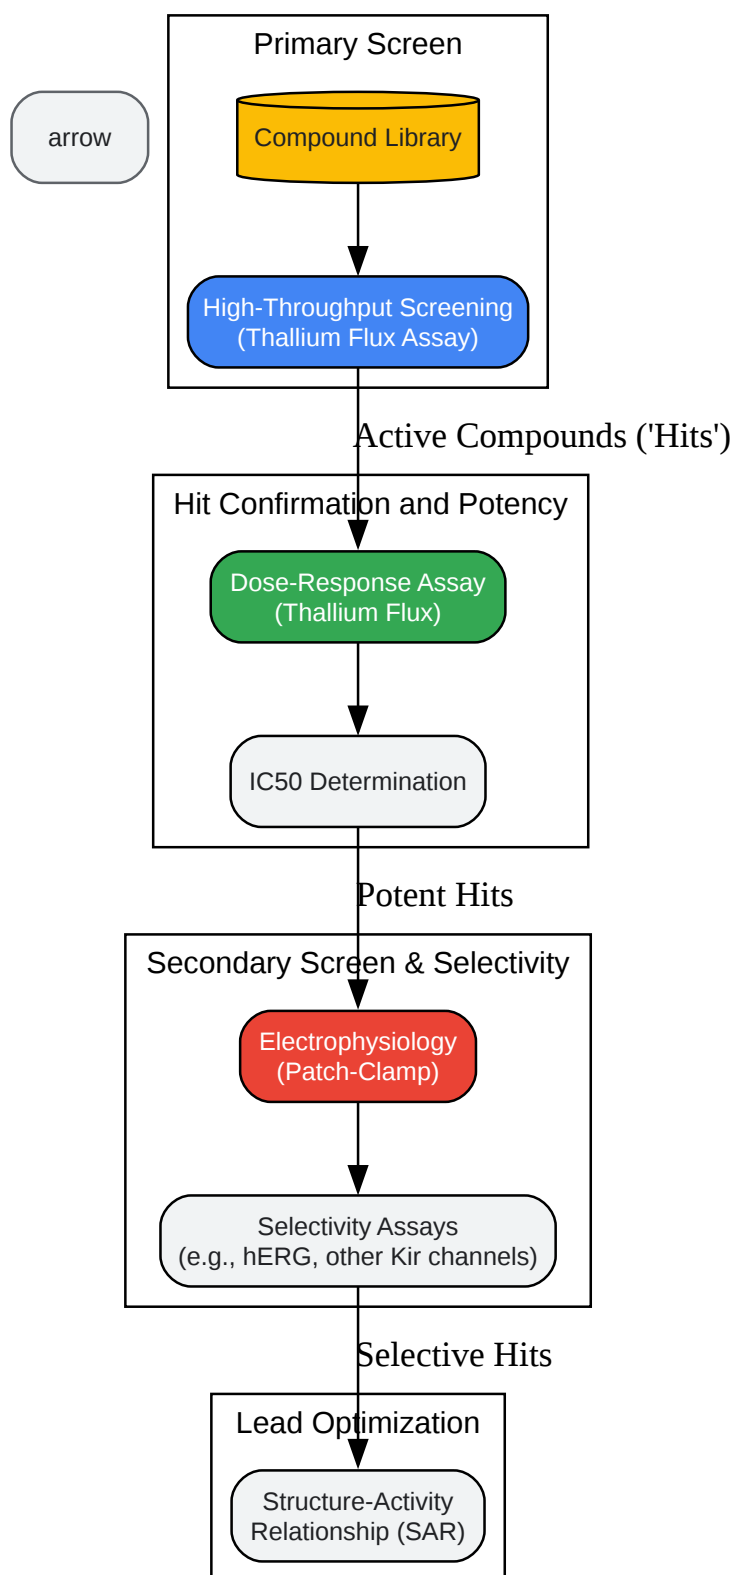 Primary Screen
arrow
Compound Library
High-Throughput Screening
(Thallium Flux Assay)
Active Compounds ('Hits')
Hit Confirmation and Potency
Dose-Response Assay
(Thallium Flux)
IC50 Determination
Potent Hits
Secondary Screen & Selectivity
Electrophysiology
(Patch-Clamp)
Selectivity Assays
(e.g., hERG, other Kir channels)
Selective Hits
Lead Optimization
Structure-Activity
Relationship (SAR)